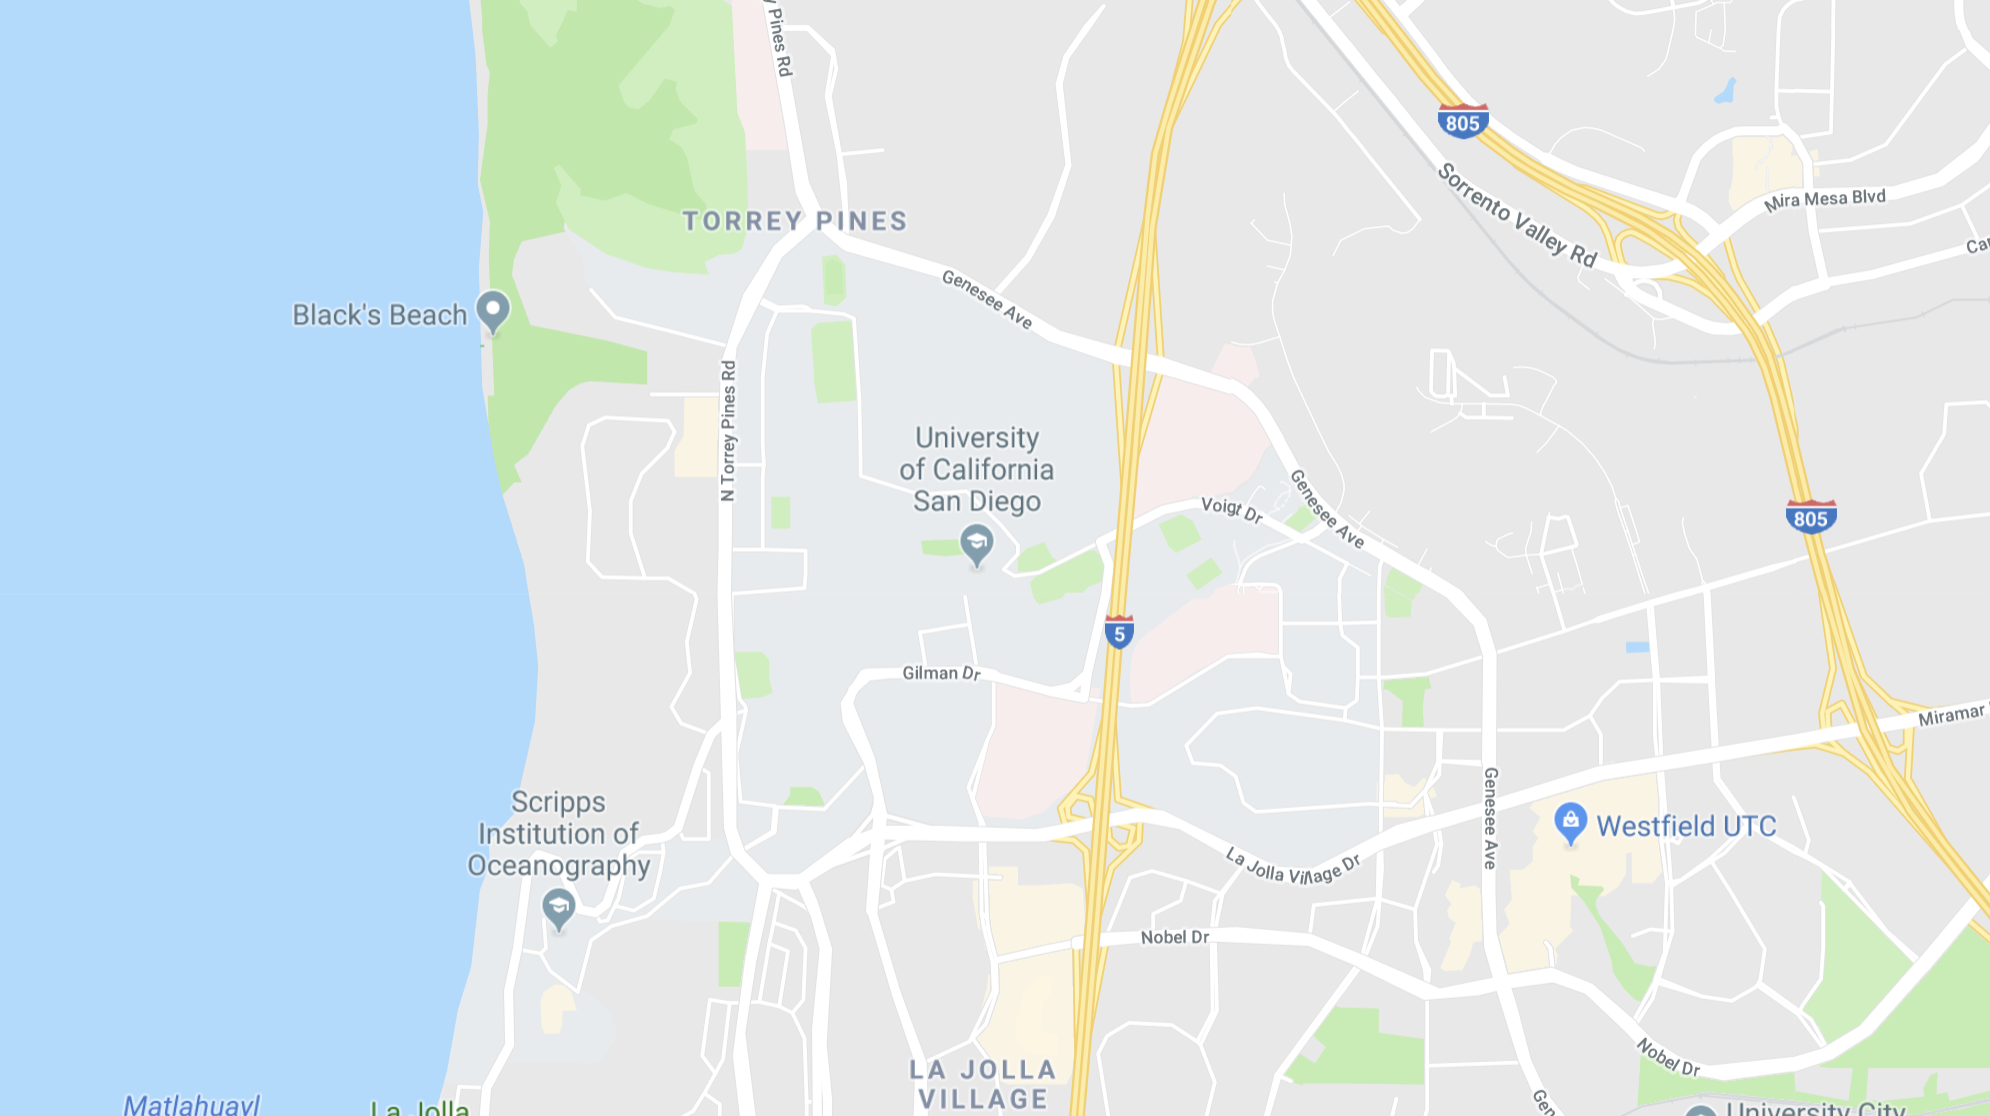 Pines Rd
805
Sorrento Valley Rd
Mira Mesa Blvd
TORREY PINES
Genesee Ave
Black's Beach
N Torrey Pines Rd
University
of California
San Diego
Voigt Dr
Genesee Ave
805
5
Gilman Dr
Miramar
Genesee Ave
Scripps
Institution of
Oceanography
Westfield UTC
La Jolla Village Dr
Nobel Dr
Nobel Dr
LA JOLLA
VILLAGE
Matlahuayl
La Jolla
University City